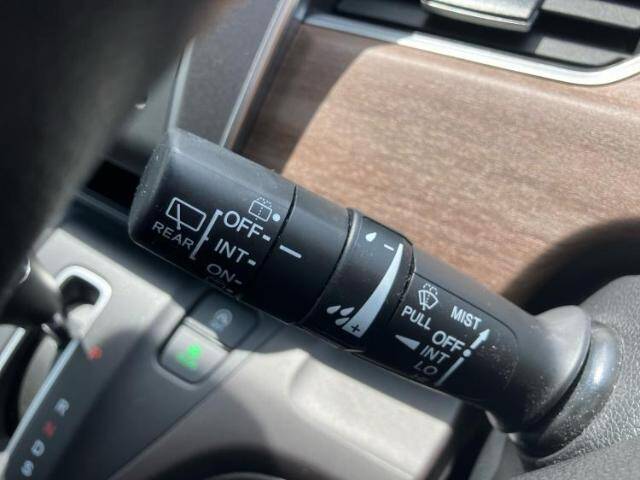 REAR
OFF
INT
ON
−
+
PULL
MIST
OFF
INT
LO
R
N
D
S